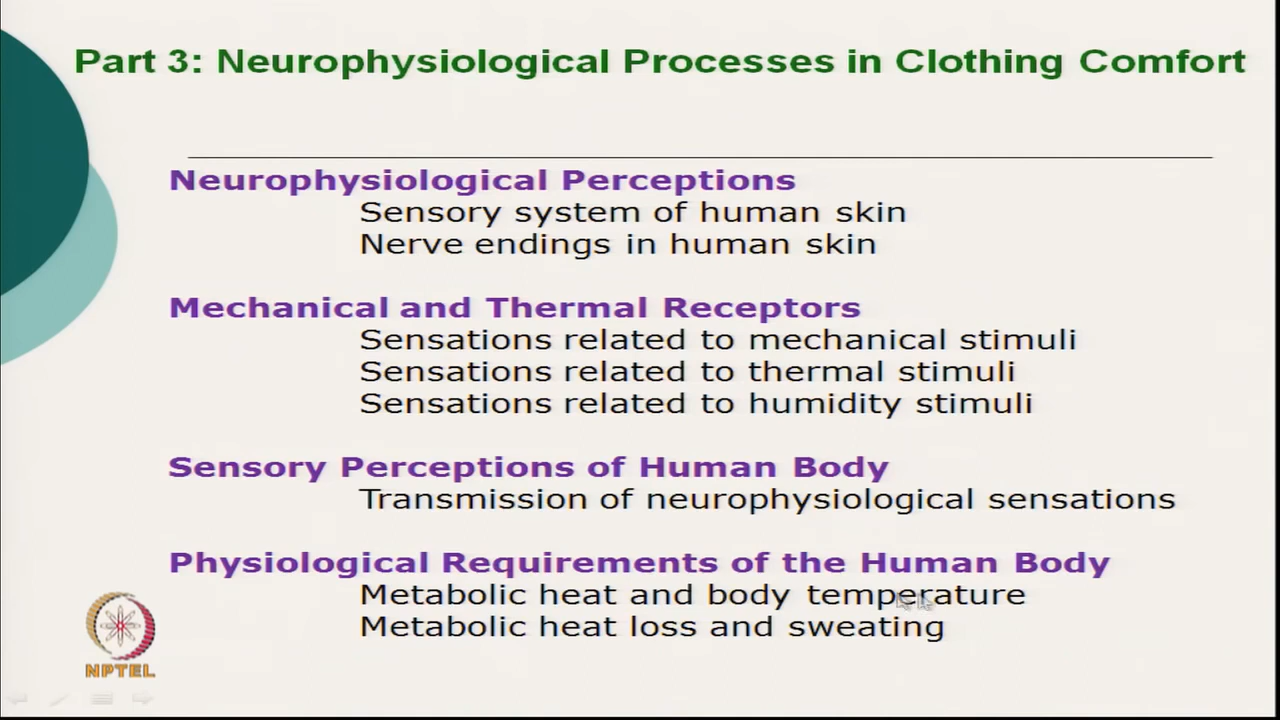 Part 3: Neurophysiological Processes in Clothing Comfort
Neurophysiological Perceptions
Sensory system of human skin
Nerve endings in human skin
Mechanical and Thermal Receptors
Sensations related to mechanical stimuli
Sensations related to thermal stimuli
Sensations related to humidity stimuli
Sensory Perceptions of Human Body
Transmission of neurophysiological sensations
Physiological Requirements of the Human Body
Metabolic heat and body temperature
Metabolic heat loss and sweating
NPTEL